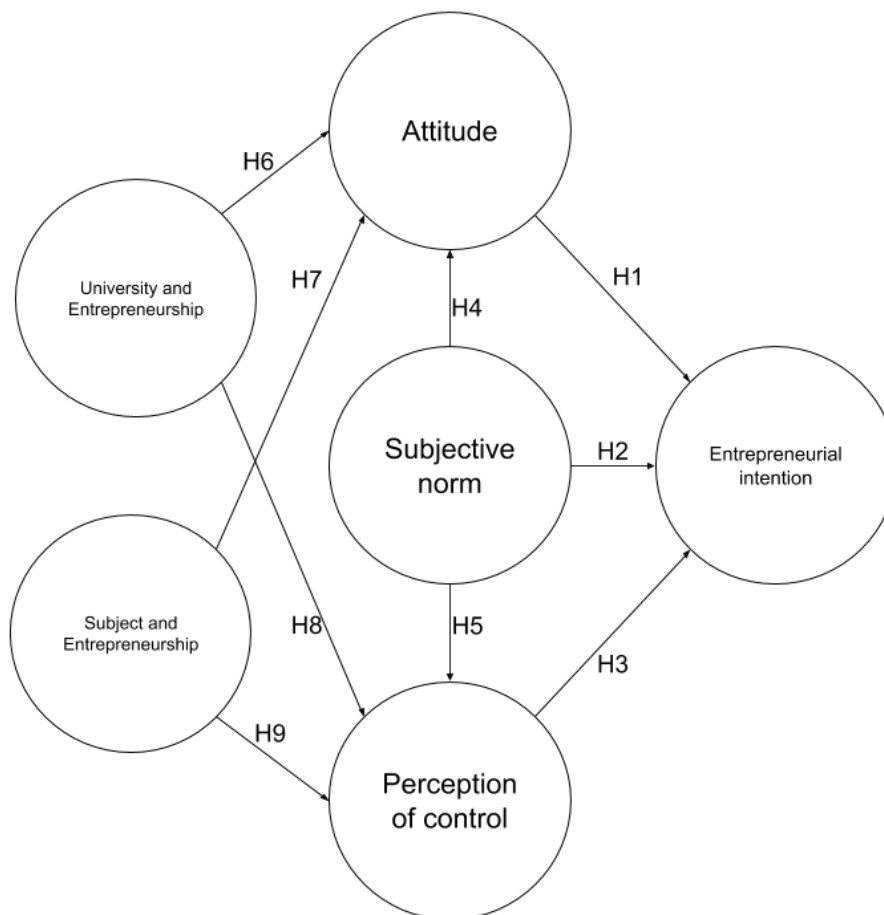 Attitude
H6
University and
Entrepreneurship
H7
H1
H4
Subjective
norm
H2
Entrepreneurial
intention
Subject and
Entrepreneurship
H8
H5
H3
H9
Perception
of control